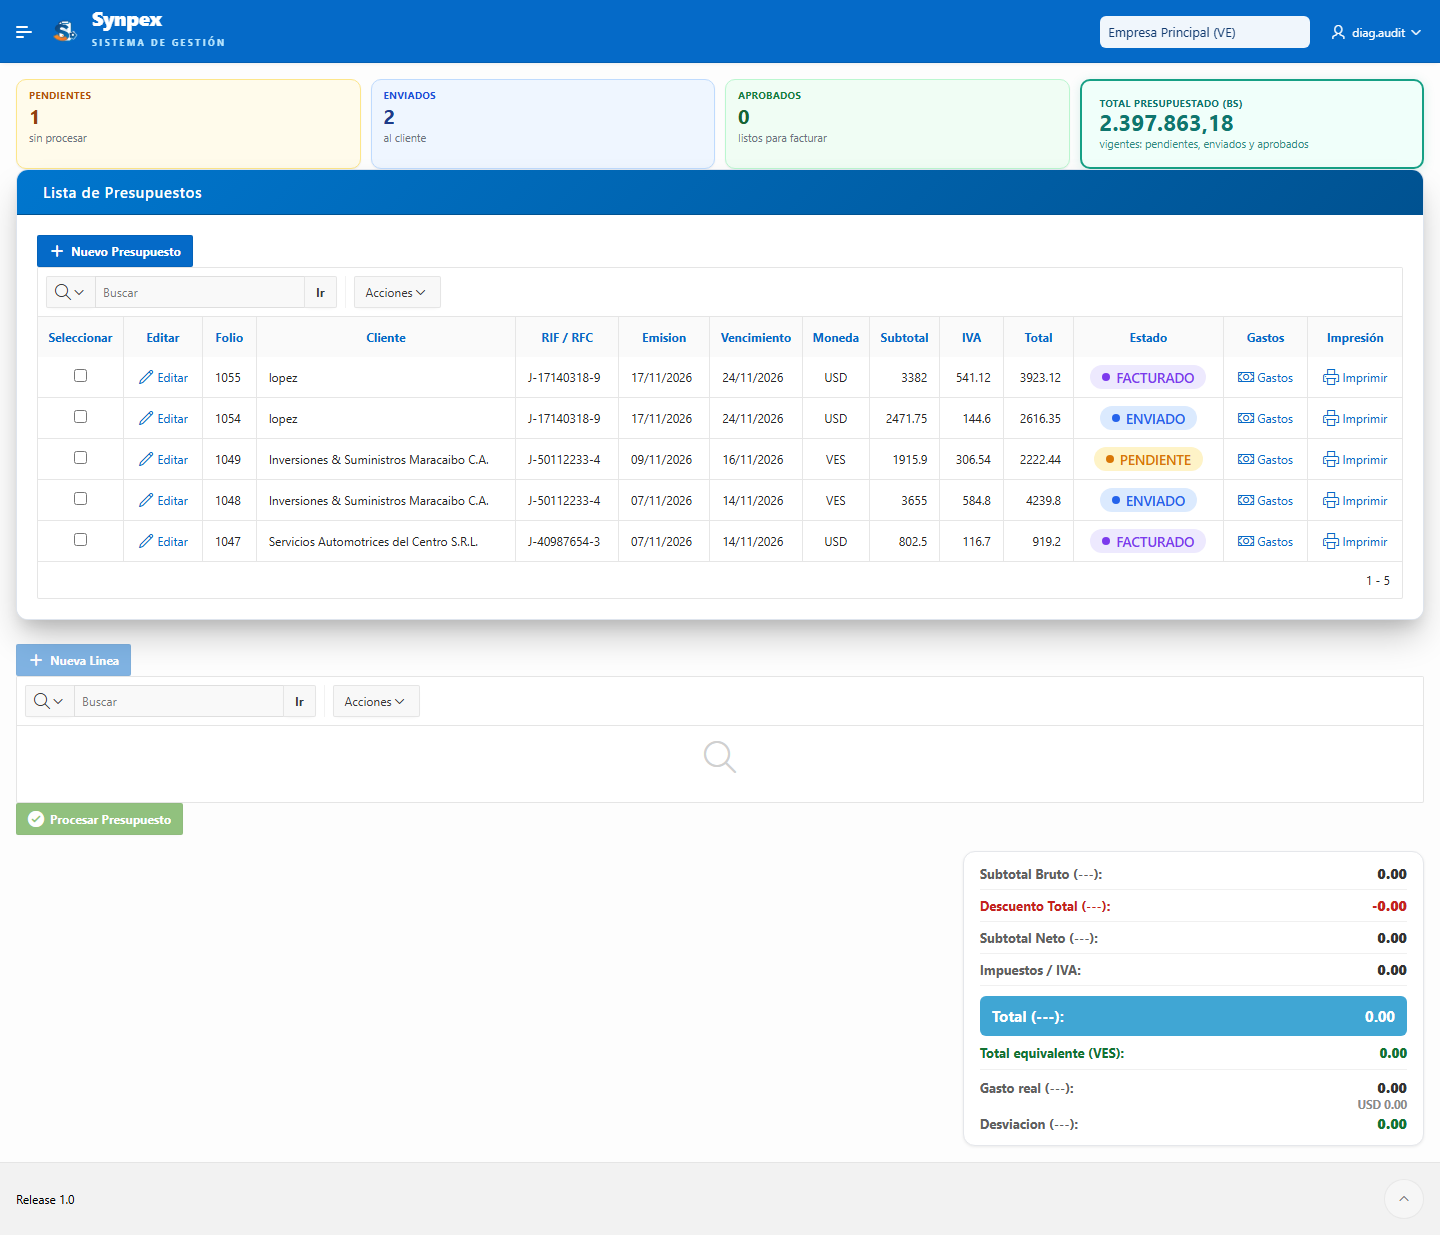 Synpex
SISTEMA DE GESTIÓN
Empresa Principal (VE)
diag.audit
PENDIENTES
1
sin procesar
ENVIADOS
2
al cliente
APROBADOS
0
listos para facturar
TOTAL PRESUPUESTADO (BS)
2.397.863,18
vigentes: pendientes, enviados y aprobados
Lista de Presupuestos
Nuevo Presupuesto
Buscar Ir Acciones
Seleccionar Editar Folio Cliente RIF / RFC Emision Vencimiento Moneda Subtotal IVA Total Estado Gastos Impresión
Editar 1055 lopez J-17140318-9 17/11/2026 24/11/2026 USD 3382 541.12 3923.12 FACTURADO Gastos Imprimir
Editar 1054 lopez J-17140318-9 17/11/2026 24/11/2026 USD 2471.75 144.6 2616.35 ENVIADO Gastos Imprimir
Editar 1049 Inversiones & Suministros Maracaibo C.A. J-50112233-4 09/11/2026 16/11/2026 VES 1915.9 306.54 2222.44 PENDIENTE Gastos Imprimir
Editar 1048 Inversiones & Suministros Maracaibo C.A. J-50112233-4 07/11/2026 14/11/2026 VES 3655 584.8 4239.8 ENVIADO Gastos Imprimir
Editar 1047 Servicios Automotrices del Centro S.R.L. J-40987654-3 07/11/2026 14/11/2026 USD 802.5 116.7 919.2 FACTURADO Gastos Imprimir
1 - 5
Nueva Linea
Buscar Ir Acciones
Procesar Presupuesto
Subtotal Bruto (---): 0.00
Descuento Total (---): -0.00
Subtotal Neto (---): 0.00
Impuestos / IVA: 0.00
Total (---): 0.00
Total equivalente (VES): 0.00
Gasto real (---): 0.00
USD 0.00
Desviacion (---): 0.00
Release 1.0